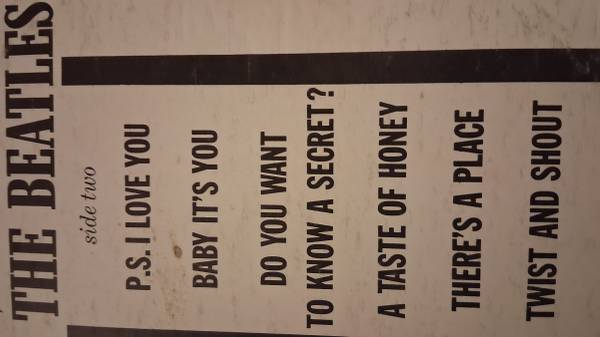 THE BEATLES
side two
P.S. I LOVE YOU
BABY IT'S YOU
DO YOU WANT
TO KNOW A SECRET?
A TASTE OF HONEY
THERE'S A PLACE
TWIST AND SHOUT